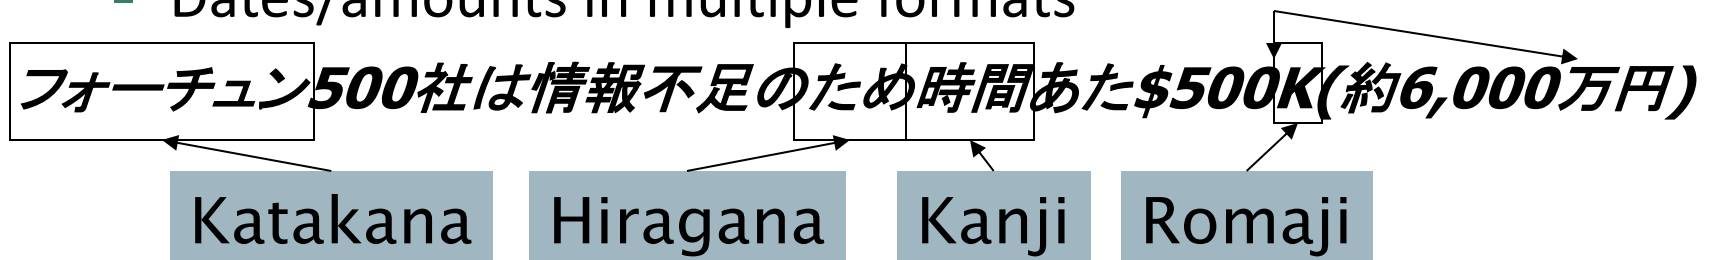 Dates/amounts in multiple formats
フォーチュン500社は情報不足のため時間あた$500K(約6,000万円)
Katakana Hiragana Kanji Romaji